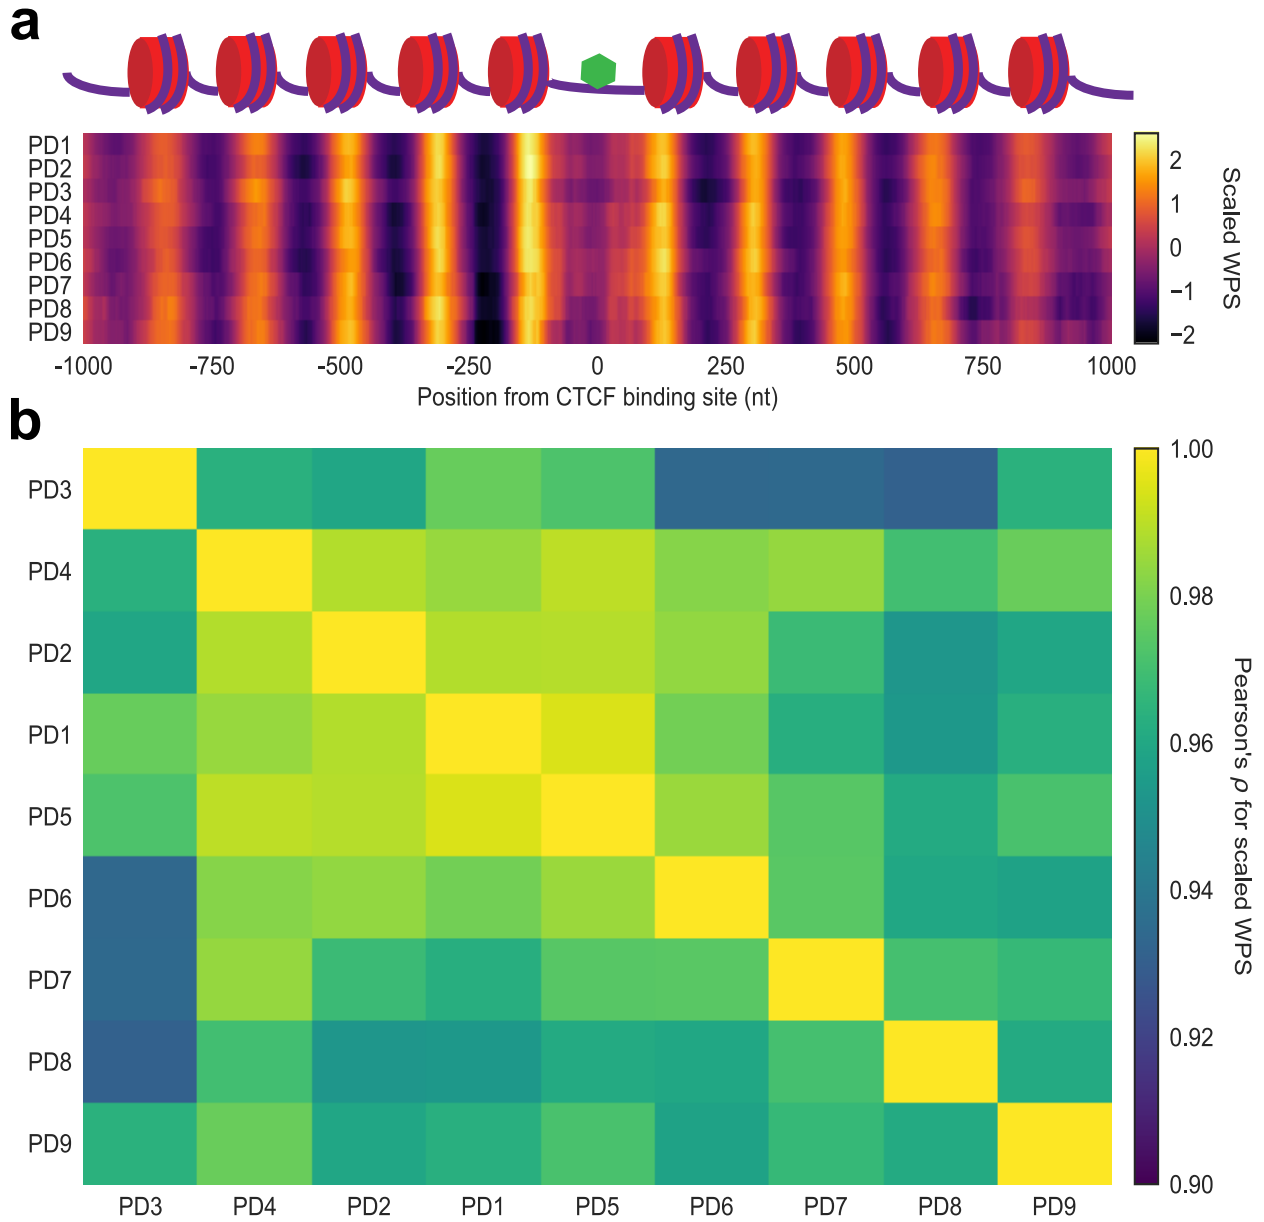 a
PD1
PD2
PD3
PD4
PD5
PD6
PD7
PD8
PD9
2
1
0
−1
−2
Scaled WPS
-1000 -750 -500 -250 0 250 500 750 1000
Position from CTCF binding site (nt)
b
PD3
PD4
PD2
PD1
PD5
PD6
PD7
PD8
PD9
1.00
0.98
0.96
0.94
0.92
0.90
Pearson's ρ for scaled WPS
PD3 PD4 PD2 PD1 PD5 PD6 PD7 PD8 PD9